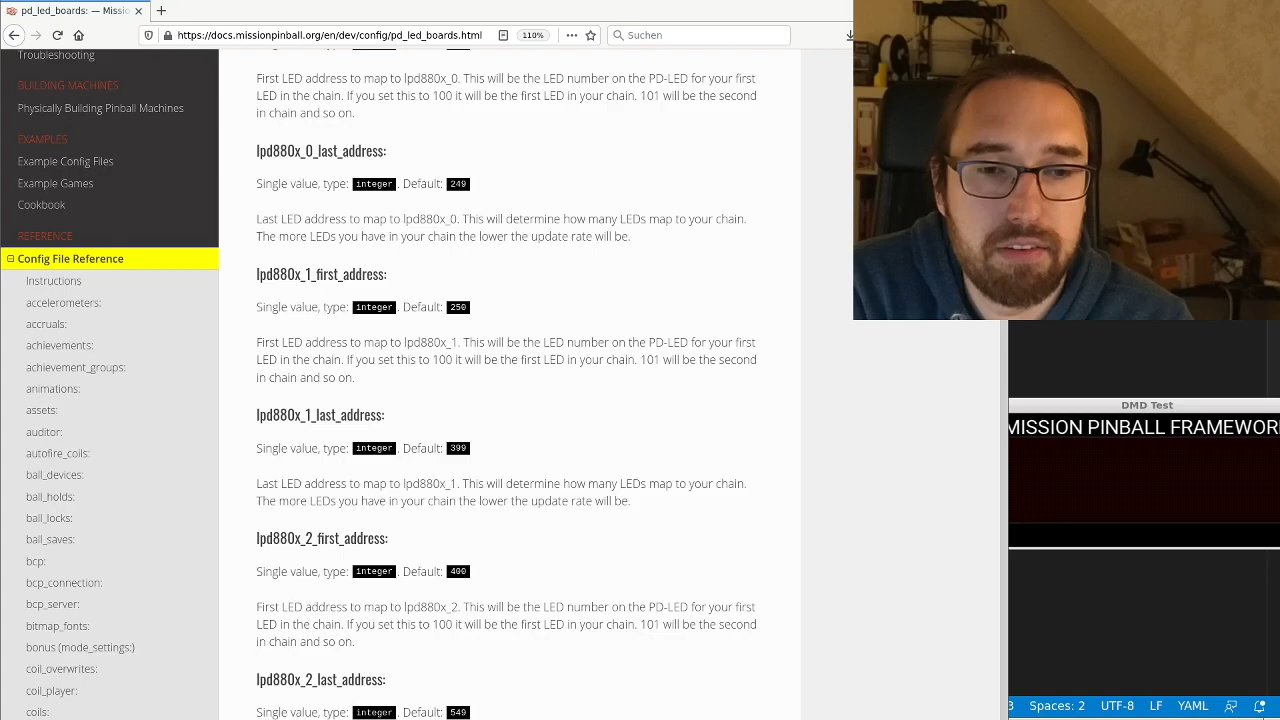 pd_led_boards: — Missio
https://docs.missionpinball.org/en/dev/config/pd_led_boards.html
110%
Suchen
Troubleshooting
BUILDING MACHINES
Physically Building Pinball Machines
EXAMPLES
Example Config Files
Example Games
Cookbook
REFERENCE
Config File Reference
Instructions
accelerometers:
accruals:
achievements:
achievement_groups:
animations:
assets:
auditor:
autofire_coils:
ball_devices:
ball_holds:
ball_locks:
ball_saves:
bcp:
bcp_connection:
bcp_server:
bitmap_fonts:
bonus (mode_settings:)
coil_overwrites:
coil_player:
coils:
First LED address to map to lpd880x_0. This will be the LED number on the PD-LED for your first
LED in the chain. If you set this to 100 it will be the first LED in your chain. 101 will be the second
in chain and so on.
lpd880x_0_last_address:
Single value, type: integer. Default: 249
Last LED address to map to lpd880x_0. This will determine how many LEDs map to your chain.
The more LEDs you have in your chain the lower the update rate will be.
lpd880x_1_first_address:
Single value, type: integer. Default: 250
First LED address to map to lpd880x_1. This will be the LED number on the PD-LED for your first
LED in the chain. If you set this to 100 it will be the first LED in your chain. 101 will be the second
in chain and so on.
lpd880x_1_last_address:
Single value, type: integer. Default: 399
Last LED address to map to lpd880x_1. This will determine how many LEDs map to your chain.
The more LEDs you have in your chain the lower the update rate will be.
lpd880x_2_first_address:
Single value, type: integer. Default: 400
First LED address to map to lpd880x_2. This will be the LED number on the PD-LED for your first
LED in the chain. If you set this to 100 it will be the first LED in your chain. 101 will be the second
in chain and so on.
lpd880x_2_last_address:
Single value, type: integer. Default: 549
DMD Test
MISSION PINBALL FRAMEWOR
3 Spaces: 2 UTF-8 LF YAML